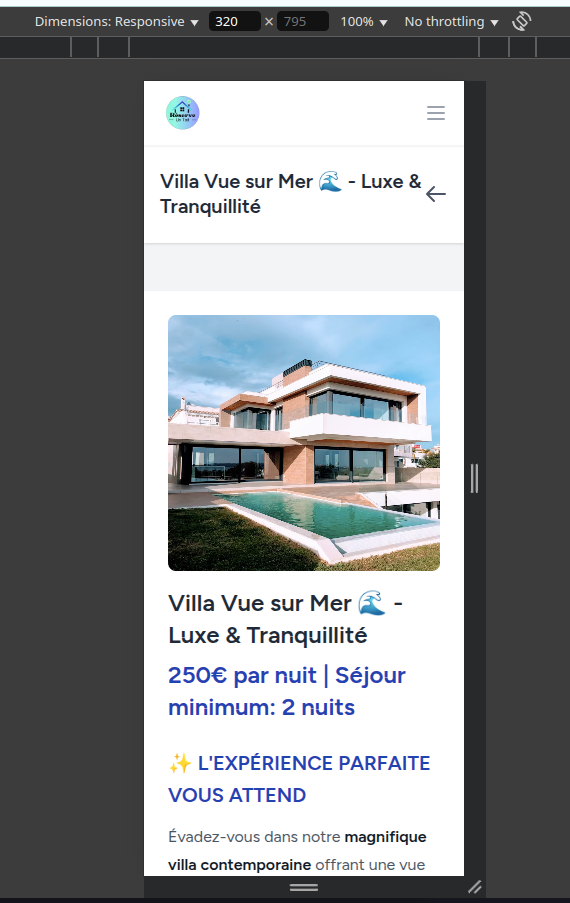 Dimensions: Responsive ▼ 320 × 795 100% ▼ No throttling ▼
Réserve
Un Toit
Villa Vue sur Mer 🌊 - Luxe &
Tranquillité
Villa Vue sur Mer 🌊 -
Luxe & Tranquillité
250€ par nuit | Séjour
minimum: 2 nuits
✨ L'EXPÉRIENCE PARFAITE
VOUS ATTEND
Évadez-vous dans notre magnifique
villa contemporaine offrant une vue